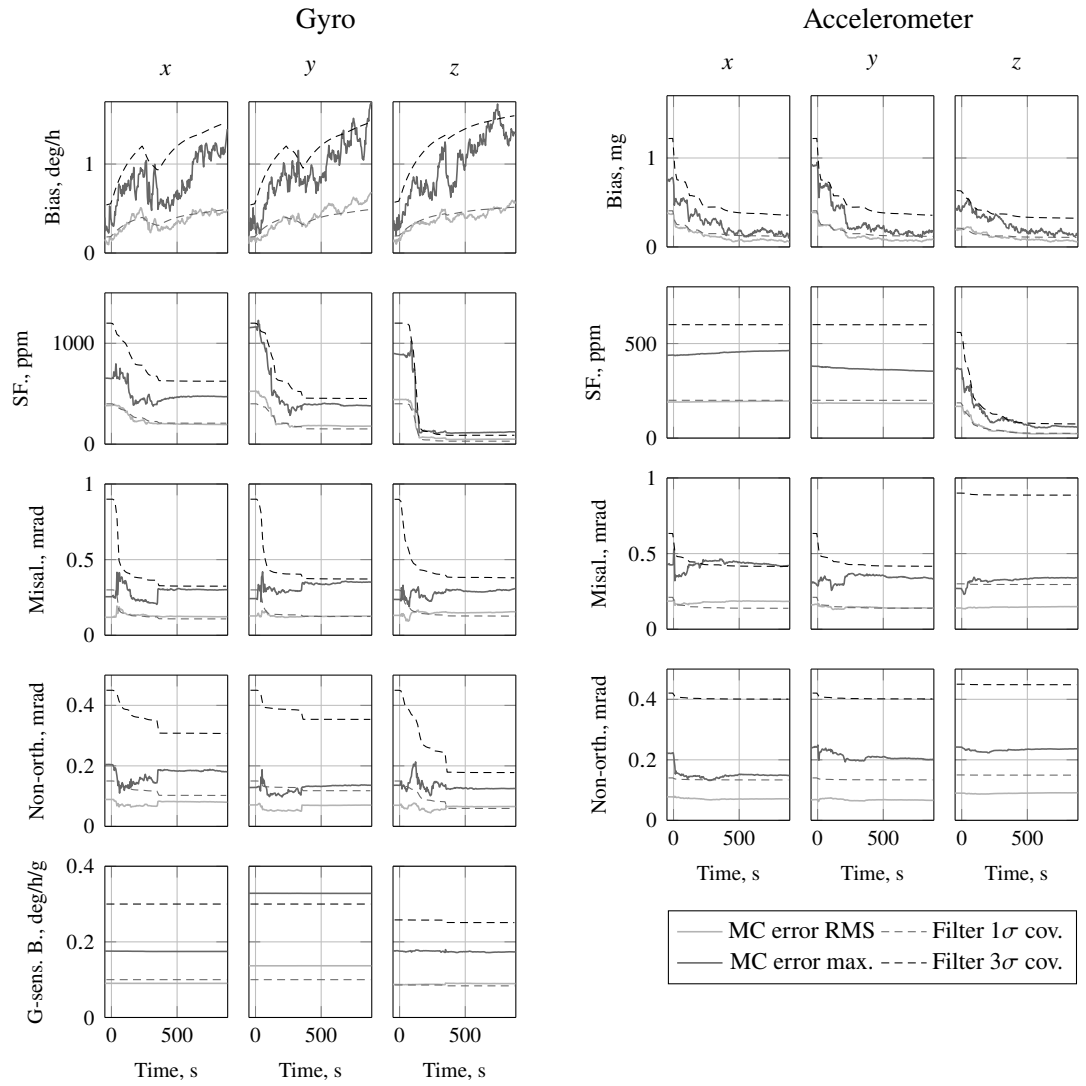 Gyro
Accelerometer
x
y
z
x
y
z
Bias, deg/h
1
0
Bias, mg
1
0
SF., ppm
1000
0
SF., ppm
500
0
Misal., mrad
1
0.5
0
Misal., mrad
1
0.5
0
Non-orth., mrad
0.4
0.2
0
Non-orth., mrad
0.4
0.2
0
0 500
0 500
0 500
Time, s
Time, s
Time, s
G-sens. B., deg/h/g
0.4
0.2
0
0 500
0 500
0 500
Time, s
Time, s
Time, s
MC error RMS
Filter 1σ cov.
MC error max.
Filter 3σ cov.